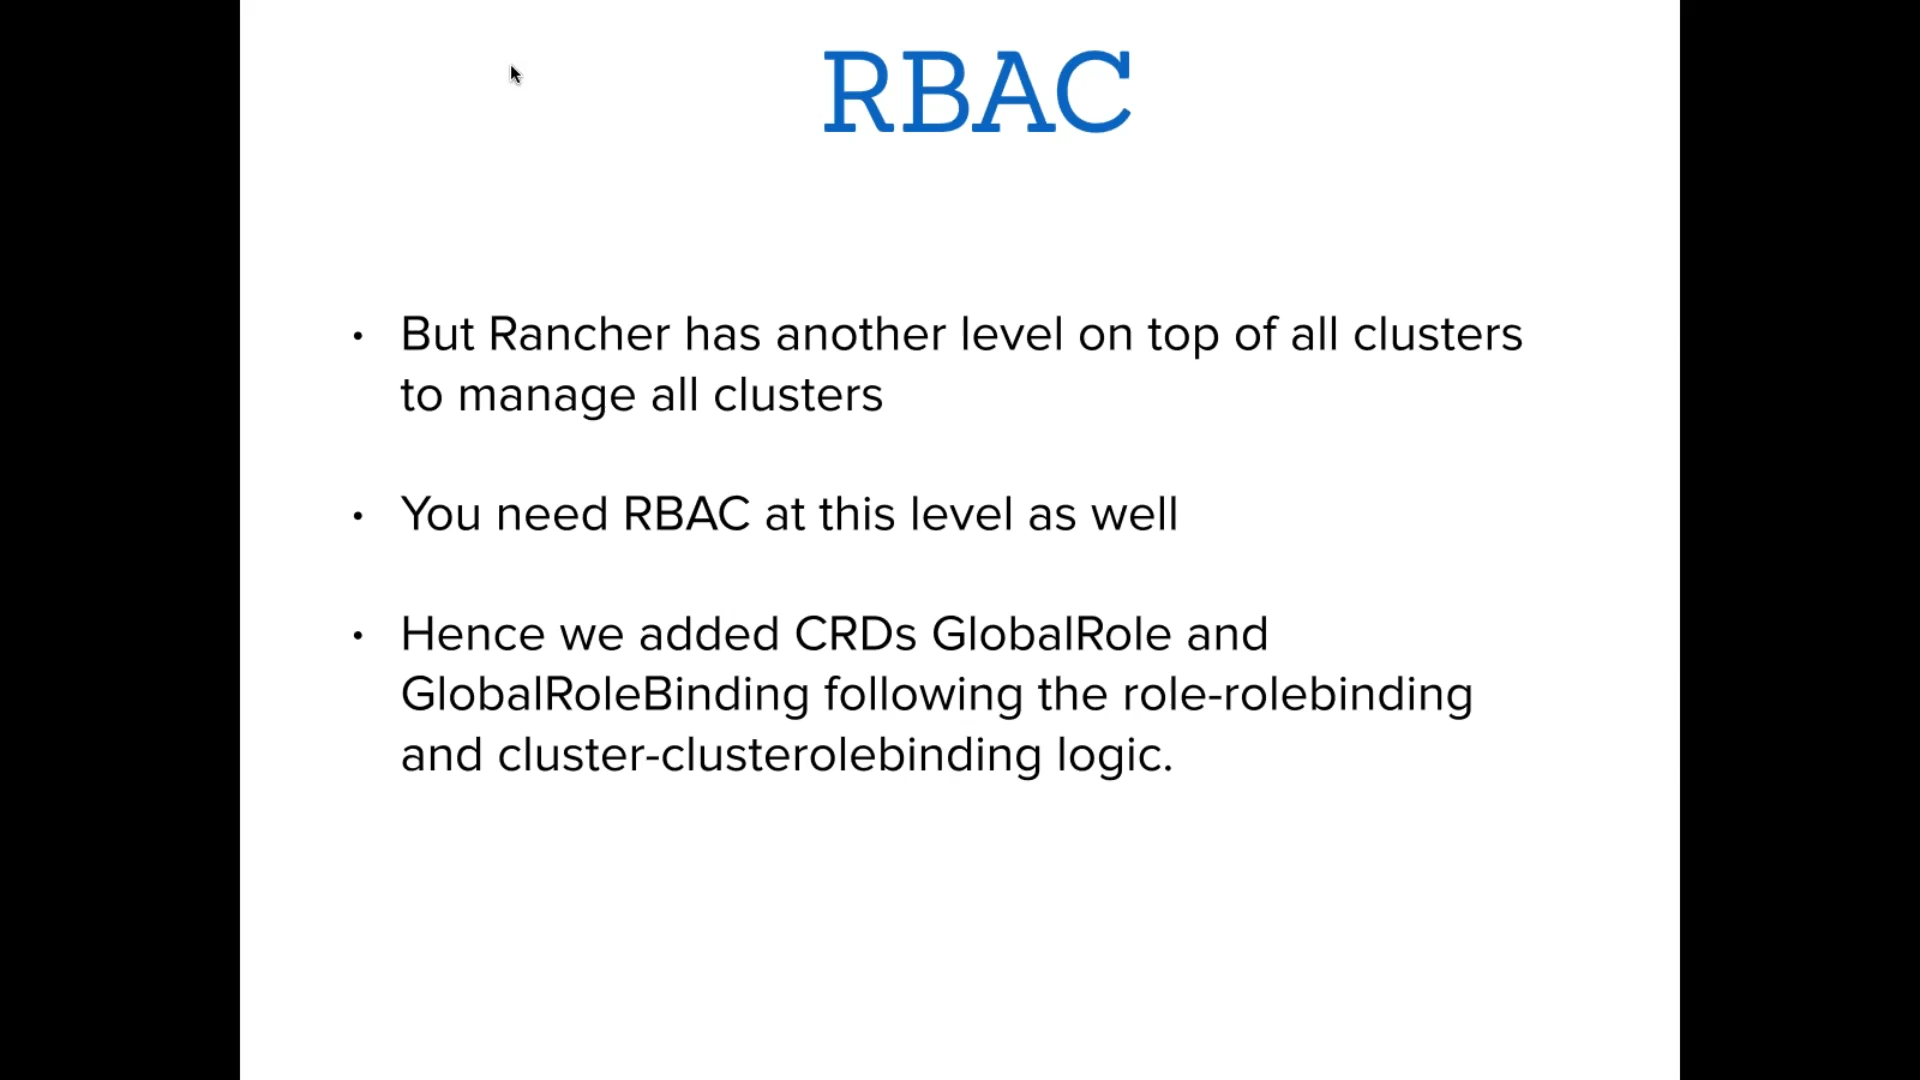 RBAC
• But Rancher has another level on top of all clusters
to manage all clusters
• You need RBAC at this level as well
• Hence we added CRDs GlobalRole and
GlobalRoleBinding following the role-rolebinding
and cluster-clusterolebinding logic.